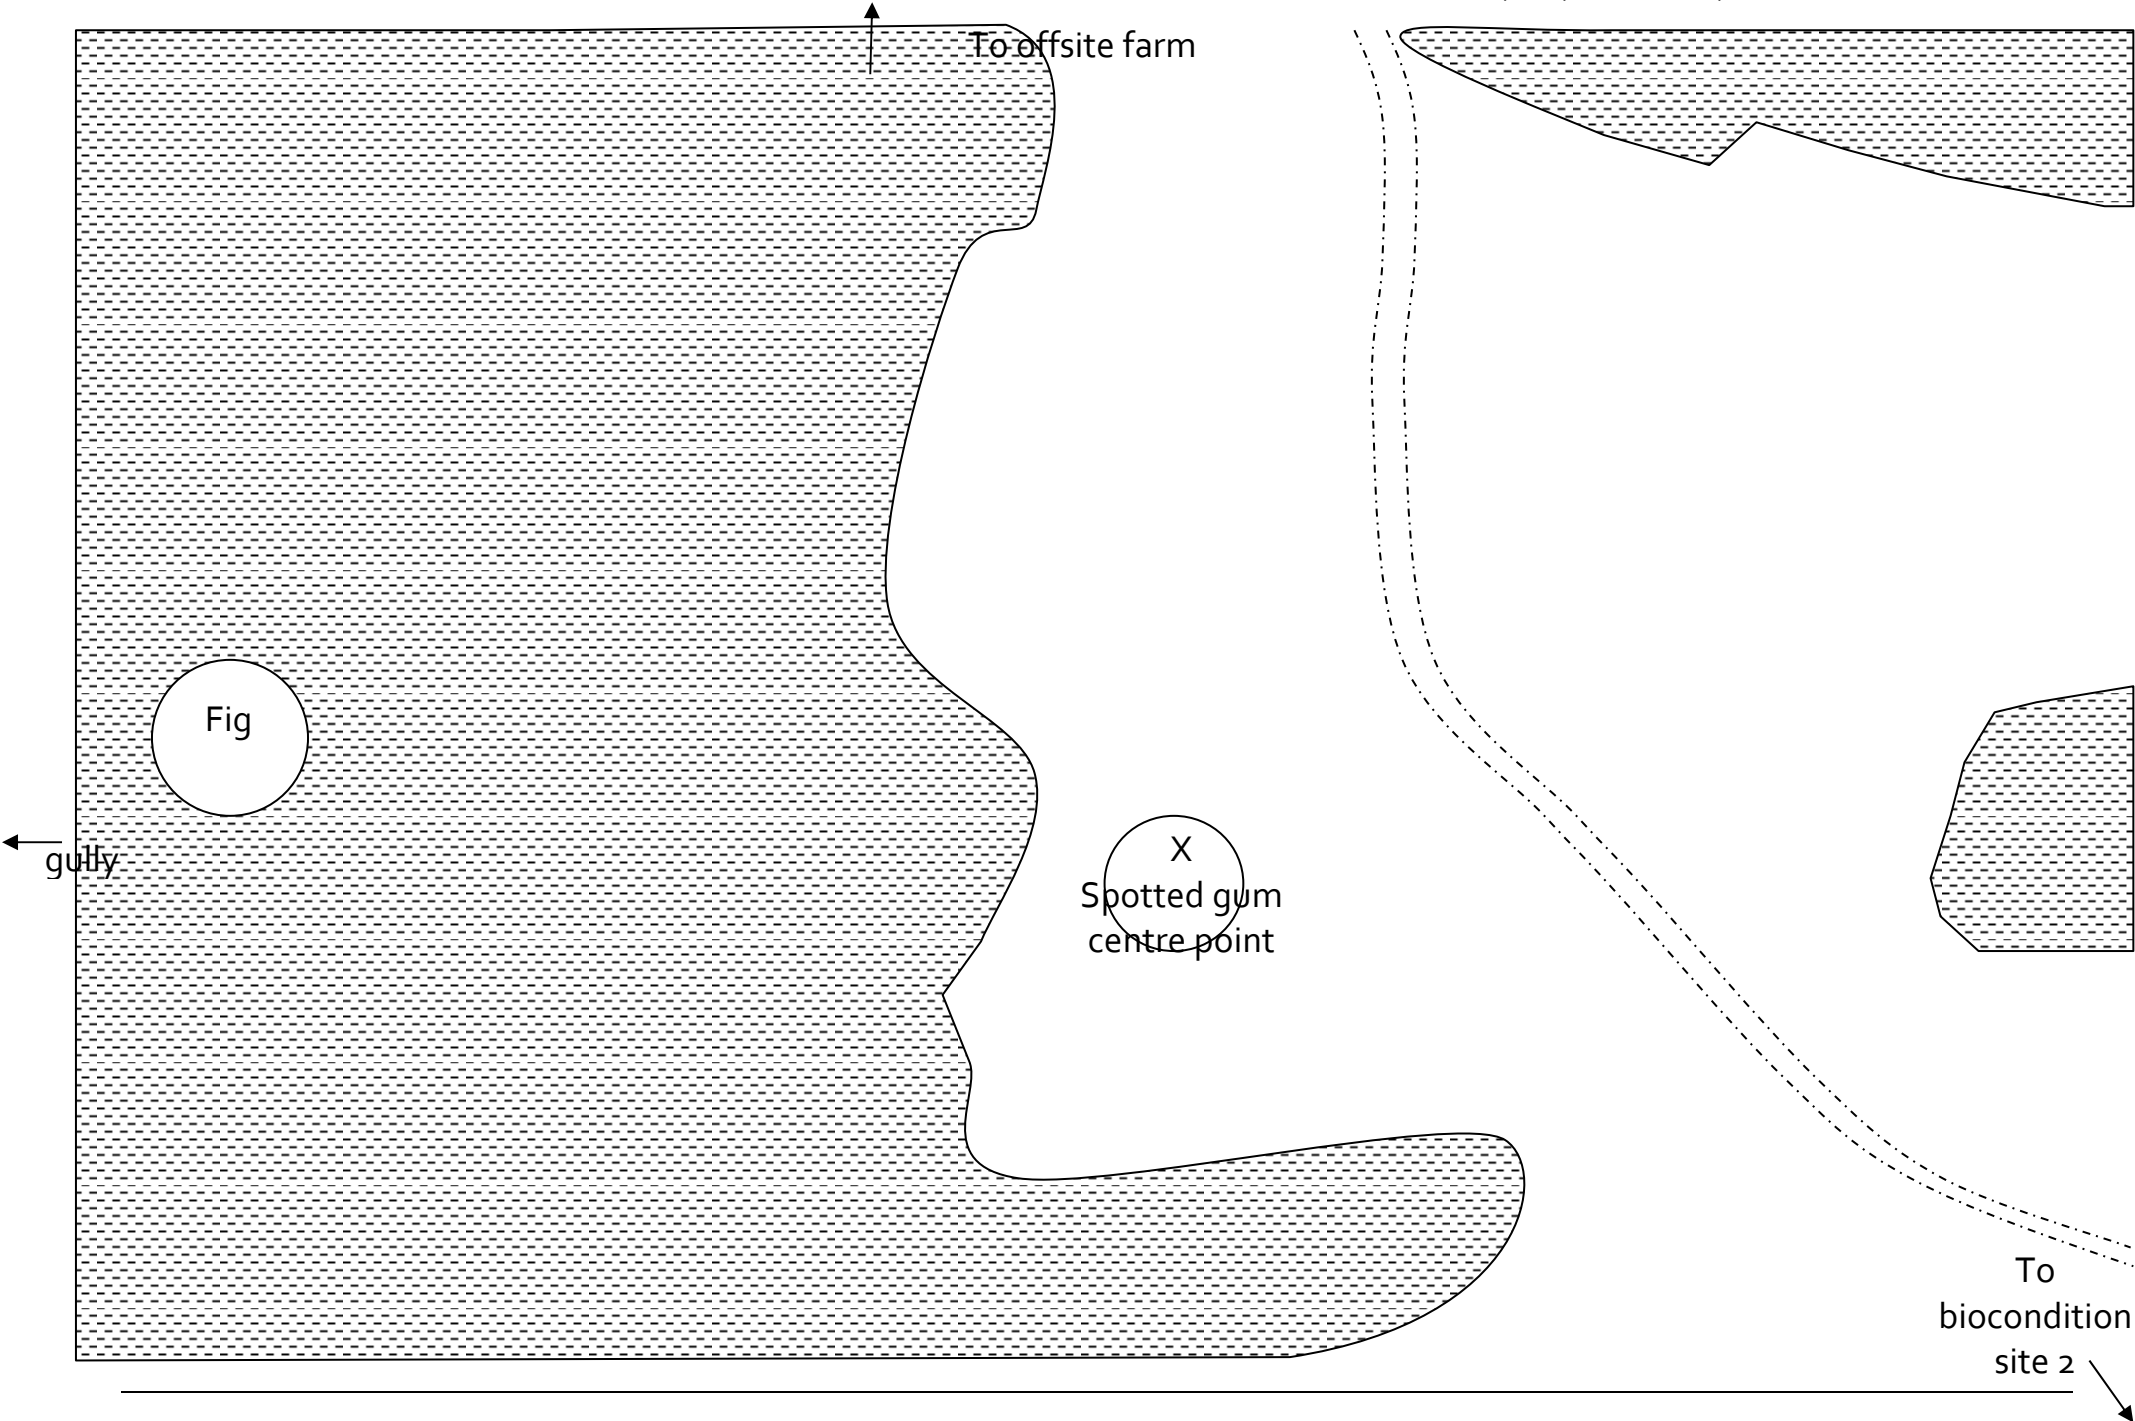 To offsite farm
Fig
gully
X
Spotted gum
centre point
To
biocondition
site 2